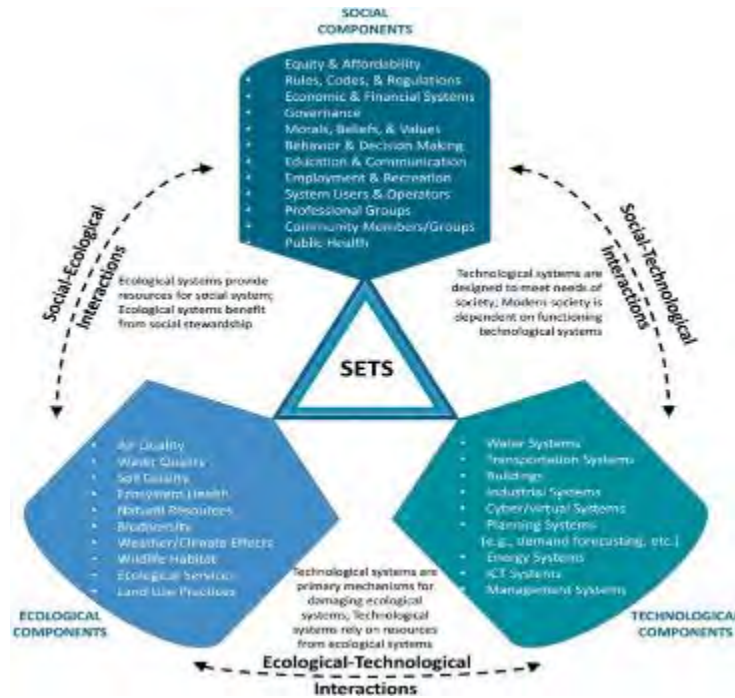 SOCIAL
COMPONENTS
Equity & Affordability
• Rules, Codes, & Regulations
• Economic & Financial Systems
• Governance
• Morals, Beliefs, & Values
• Behavior & Decision Making
• Education & Communication
• Employment & Recreation
• System Users & Operators
• Professional Groups
• Community Members/Groups
• Public Health
Social-Ecological
Interactions
Ecological systems provide
resources for social system;
Ecological systems benefit
from social stewardship
Technological systems are
designed to meet needs of
society; Modern society is
dependent on functioning
technological systems
Social-Technological
Interactions
SETS
• Air Quality
• Water Quality
• Soil Quality
• Ecosystem Health
• Natural Resources
• Biodiversity
• Weather/Climate Effects
• Wildlife Habitat
• Ecological Services
• Land Use Practices
ECOLOGICAL
COMPONENTS
• Water Systems
• Transportation Systems
• Buildings
• Industrial Systems
• Cyber/Virtual Systems
• Planning Systems
(e.g., demand forecasting, etc.)
• Energy Systems
• ICT Systems
• Management Systems
TECHNOLOGICAL
COMPONENTS
Technological systems are
primary mechanisms for
damaging ecological
systems, Technological
systems rely on resources
from ecological systems
Ecological-Technological
Interactions